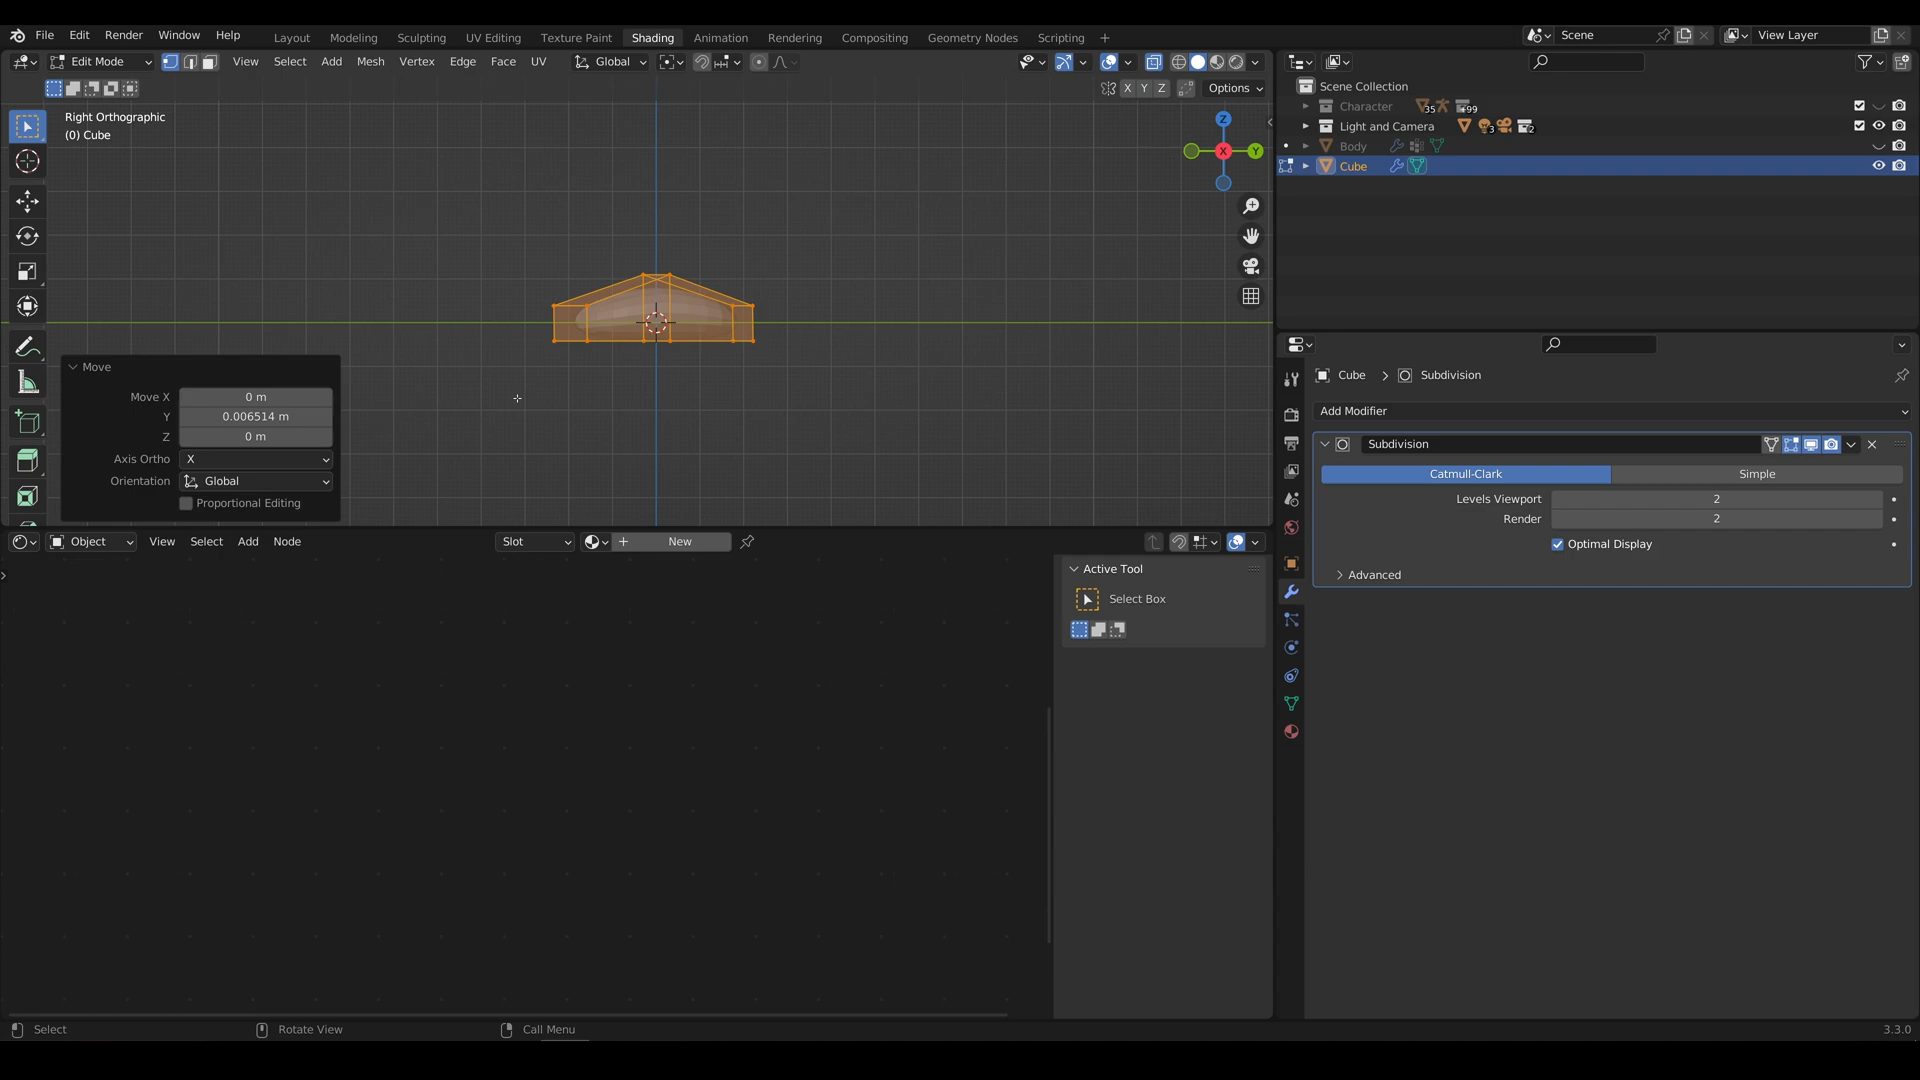 File Edit Render Window Help Layout Modeling Sculpting UV Editing Texture Paint Shading Animation Rendering Compositing Geometry Nodes Scripting + Scene View Layer
Edit Mode View Select Add Mesh Vertex Edge Face UV Global
X Y Z Options
Right Orthographic
(0) Cube
Z
X Y
Move
Move X 0 m
Y 0.006514 m
Z 0 m
Axis Ortho X
Orientation Global
Proportional Editing
Scene Collection
Character 35 +99
Light and Camera 3 2
Body
Cube
Cube > Subdivision
Add Modifier
Subdivision
Catmull-Clark Simple
Levels Viewport 2
Render 2
Optimal Display
Advanced
Object View Select Add Node Slot New
Active Tool
Select Box
Select Rotate View Call Menu 3.3.0